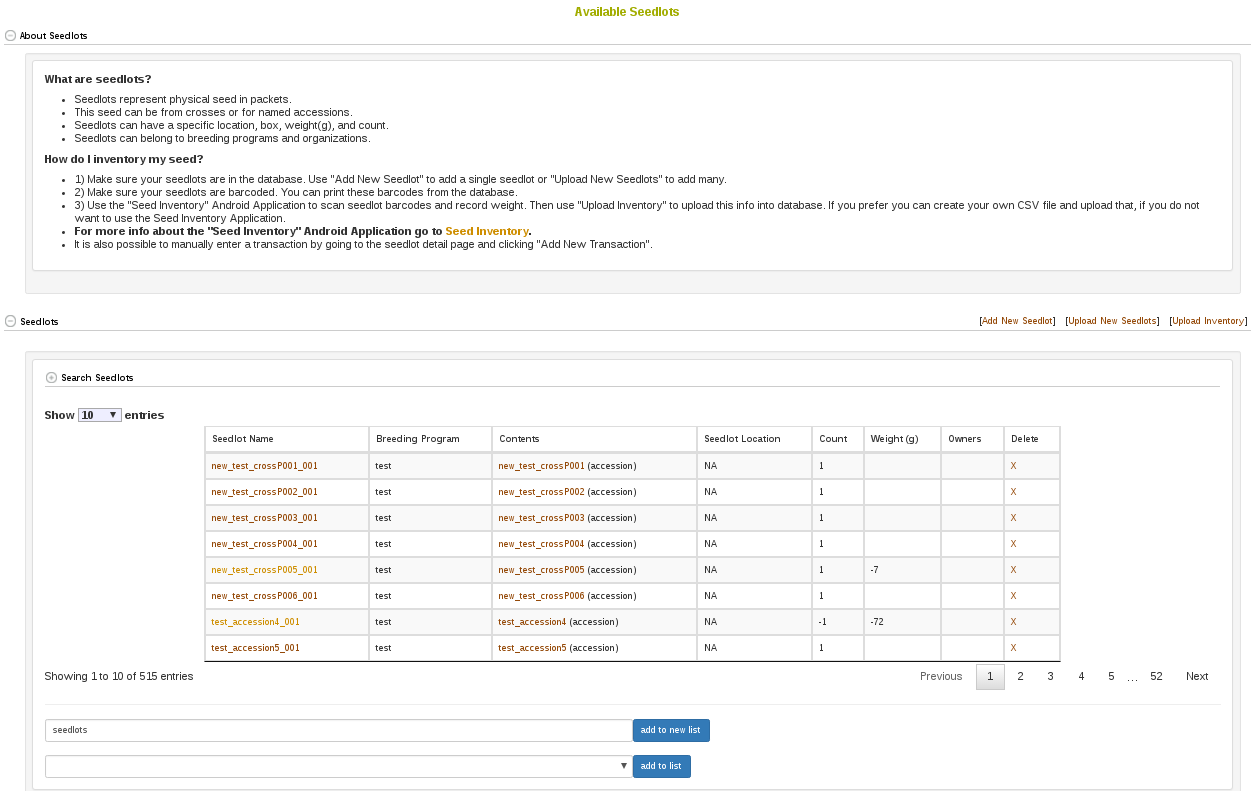 Available Seedlots
About Seedlots
What are seedlots?
Seedlots represent physical seed in packets.
This seed can be from crosses or for named accessions.
Seedlots can have a specific location, box, weight(g), and count.
Seedlots can belong to breeding programs and organizations.
How do I inventory my seed?
1) Make sure your seedlots are in the database. Use "Add New Seedlot" to add a single seedlot or "Upload New Seedlots" to add many.
2) Make sure your seedlots are barcoded. You can print these barcodes from the database.
3) Use the "Seed Inventory" Android Application to scan seedlot barcodes and record weight. Then use "Upload Inventory" to upload this info into database. If you prefer you can create your own CSV file and upload that, if you do not
want to use the Seed Inventory Application.
For more info about the "Seed Inventory" Android Application go to Seed Inventory.
It is also possible to manually enter a transaction by going to the seedlot detail page and clicking "Add New Transaction".
Seedlots [Add New Seedlot] [Upload New Seedlots] [Upload Inventory]
Search Seedlots
Show 10 entries
Seedlot Name Breeding Program Contents Seedlot Location Count Weight (g) Owners Delete
new_test_crossP001_001 test new_test_crossP001 (accession) NA 1 X
new_test_crossP002_001 test new_test_crossP002 (accession) NA 1 X
new_test_crossP003_001 test new_test_crossP003 (accession) NA 1 X
new_test_crossP004_001 test new_test_crossP004 (accession) NA 1 X
new_test_crossP005_001 test new_test_crossP005 (accession) NA 1 -7 X
new_test_crossP006_001 test new_test_crossP006 (accession) NA 1 X
test_accession4_001 test test_accession4 (accession) NA -1 -72 X
test_accession5_001 test test_accession5 (accession) NA 1 X
Showing 1 to 10 of 515 entries Previous 1 2 3 4 5 … 52 Next
seedlots add to new list
add to list